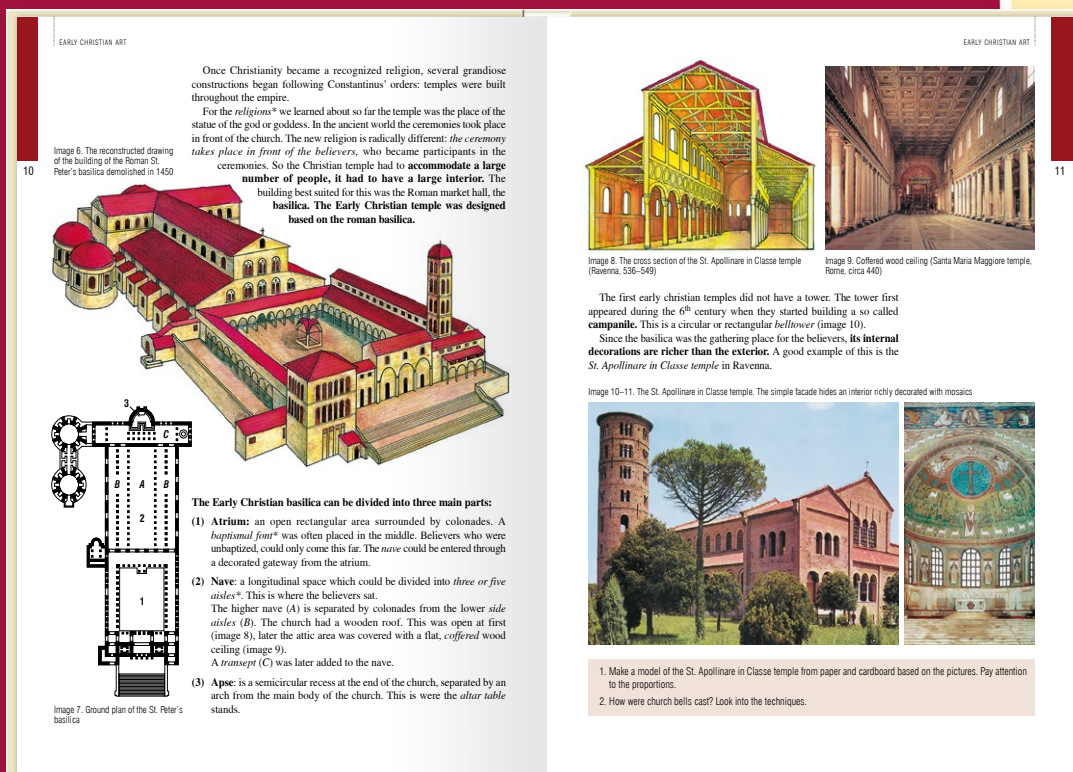 EARLY CHRISTIAN ART
Once Christianity became a recognized religion, several grandiose
constructions began following Constantinus' orders: temples were built
throughout the empire.
For the religions* we learned about so far the temple was the place of the
statue of the god or goddess. In the ancient world the ceremonies took place
in front of the church. The new religion is radically different: the ceremony
takes place in front of the believers, who became participants in the
ceremonies. So the Christian temple had to accommodate a large
number of people, it had to have a large interior. The
building best suited for this was the Roman market hall, the
basilica. The Early Christian temple was designed
based on the roman basilica.
Image 6. The reconstructed drawing
of the building of the Roman St.
Peter's basilica demolished in 1450
10
3
C
B
A
B
2
1
Image 7. Ground plan of the St. Peter's
basilica
The Early Christian basilica can be divided into three main parts:
(1) Atrium: an open rectangular area surrounded by colonades. A
baptismal font* was often placed in the middle. Believers who were
unbaptized, could only come this far. The nave could be entered through
a decorated gateway from the atrium.
(2) Nave: a longitudinal space which could be divided into three or five
aisles*. This is where the believers sat.
The higher nave (A) is separated by colonades from the lower side
aisles (B). The church had a wooden roof. This was open at first
(image 8), later the attic area was covered with a flat, coffered wood
ceiling (image 9).
A transept (C) was later added to the nave.
(3) Apse: is a semicircular recess at the end of the church, separated by an
arch from the main body of the church. This is were the altar table
stands.
EARLY CHRISTIAN ART
11
Image 8. The cross section of the St. Apollinare in Classe temple
(Ravenna, 536–549)
Image 9. Coffered wood ceiling (Santa Maria Maggiore temple,
Rome, circa 440)
The first early christian temples did not have a tower. The tower first
appeared during the 6th century when they started building a so called
campanile. This is a circular or rectangular belltower (image 10).
Since the basilica was the gathering place for the believers, its internal
decorations are richer than the exterior. A good example of this is the
St. Apollinare in Classe temple in Ravenna.
Image 10–11. The St. Apollinare in Classe temple. The simple facade hides an interior richly decorated with mosaics
1. Make a model of the St. Apollinare in Classe temple from paper and cardboard based on the pictures. Pay attention
to the proportions.
2. How were church bells cast? Look into the techniques.